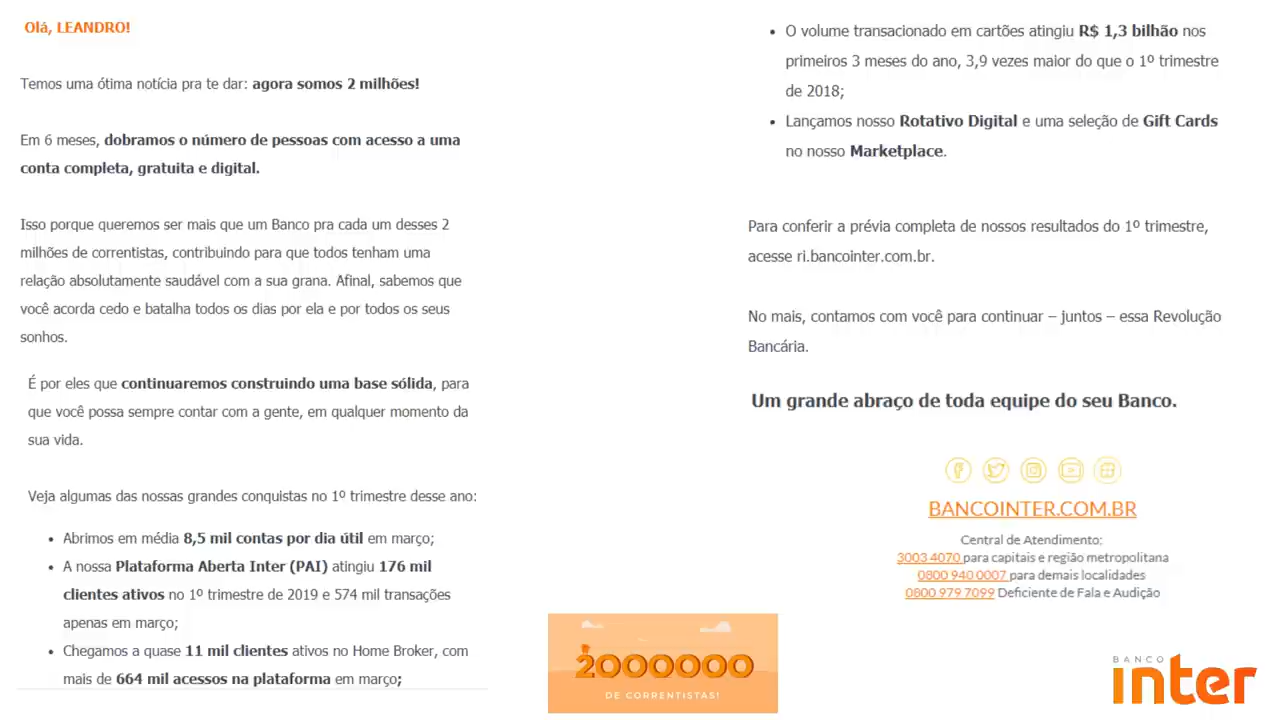 Olá, LEANDRO!
Temos uma ótima notícia pra te dar: agora somos 2 milhões!
Em 6 meses, dobramos o número de pessoas com acesso a uma
conta completa, gratuita e digital.
Isso porque queremos ser mais que um Banco pra cada um desses 2
milhões de correntistas, contribuindo para que todos tenham uma
relação absolutamente saudável com a sua grana. Afinal, sabemos que
você acorda cedo e batalha todos os dias por ela e por todos os seus
sonhos.
É por eles que continuaremos construindo uma base sólida, para
que você possa sempre contar com a gente, em qualquer momento da
sua vida.
Veja algumas das nossas grandes conquistas no 1º trimestre desse ano:
• Abrimos em média 8,5 mil contas por dia útil em março;
• A nossa Plataforma Aberta Inter (PAI) atingiu 176 mil
clientes ativos no 1º trimestre de 2019 e 574 mil transações
apenas em março;
• Chegamos a quase 11 mil clientes ativos no Home Broker, com
mais de 664 mil acessos na plataforma em março;
• O volume transacionado em cartões atingiu R$ 1,3 bilhão nos
primeiros 3 meses do ano, 3,9 vezes maior do que o 1º trimestre
de 2018;
• Lançamos nosso Rotativo Digital e uma seleção de Gift Cards
no nosso Marketplace.
Para conferir a prévia completa de nossos resultados do 1º trimestre,
acesse ri.bancointer.com.br.
No mais, contamos com você para continuar – juntos – essa Revolução
Bancária.
Um grande abraço de toda equipe do seu Banco.
BANCOINTER.COM.BR
Central de Atendimento:
3003 4070 para capitais e região metropolitana
0800 940 0007 para demais localidades
0800 979 7099 Deficiente de Fala e Audição
2000000
DE CORRENTISTAS!
BANCO
inter